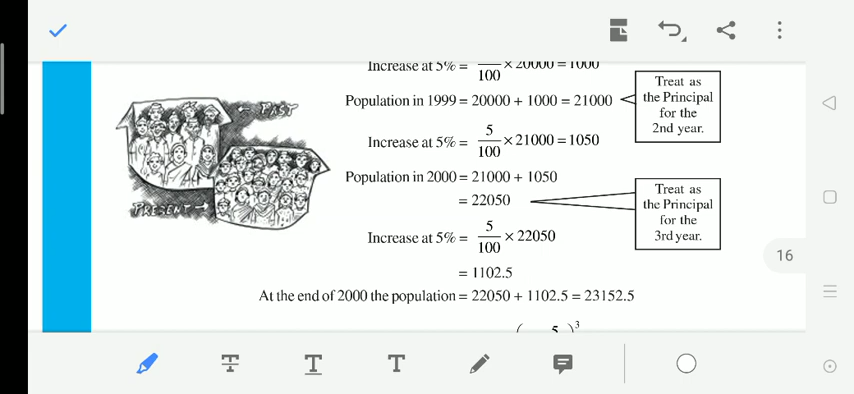 Increase at 5% = /100 × 20000 = 1000
Population in 1999 = 20000 + 1000 = 21000
Treat as
the Principal
for the
2nd year.
Increase at 5% = 5/100 × 21000 = 1050
Population in 2000 = 21000 + 1050
= 22050
Treat as
the Principal
for the
3rd year.
Increase at 5% = 5/100 × 22050
= 1102.5
At the end of 2000 the population = 22050 + 1102.5 = 23152.5
( 5 )³
PAST
PRESENT
16
T
T
T